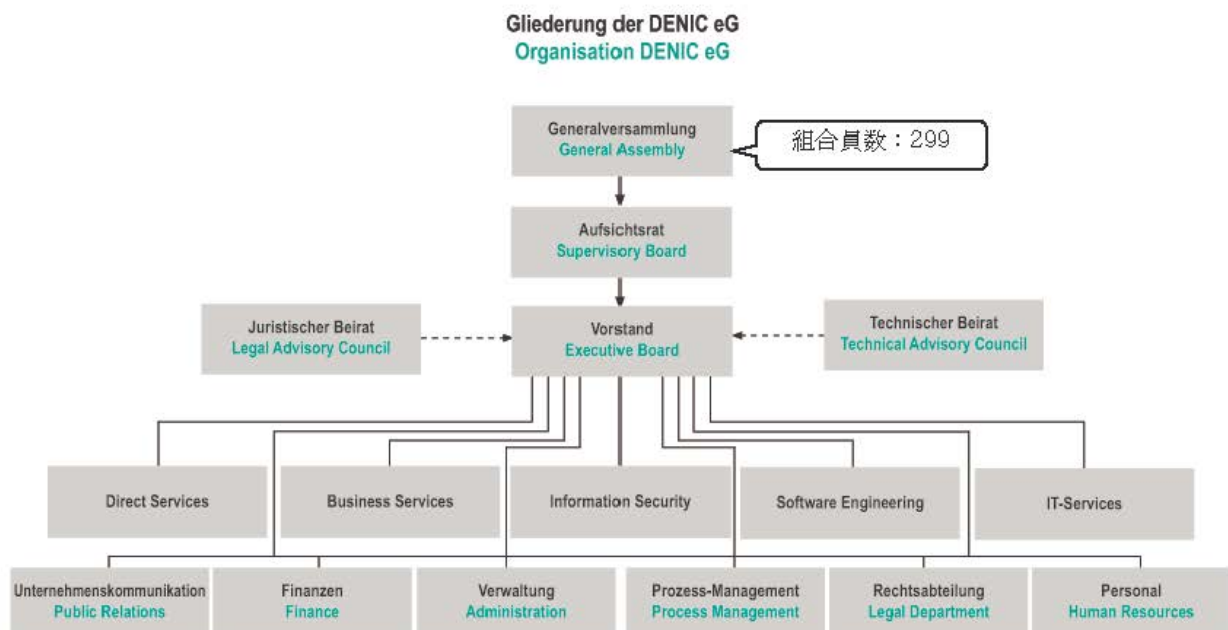 Gliederung der DENIC eG
Organisation DENIC eG
Generalversammlung
General Assembly
組合員数：299
Aufsichtsrat
Supervisory Board
Juristischer Beirat
Legal Advisory Council
Vorstand
Executive Board
Technischer Beirat
Technical Advisory Council
Direct Services
Business Services
Information Security
Software Engineering
IT-Services
Unternehmenskommunikation
Public Relations
Finanzen
Finance
Verwaltung
Administration
Prozess-Management
Process Management
Rechtsabteilung
Legal Department
Personal
Human Resources